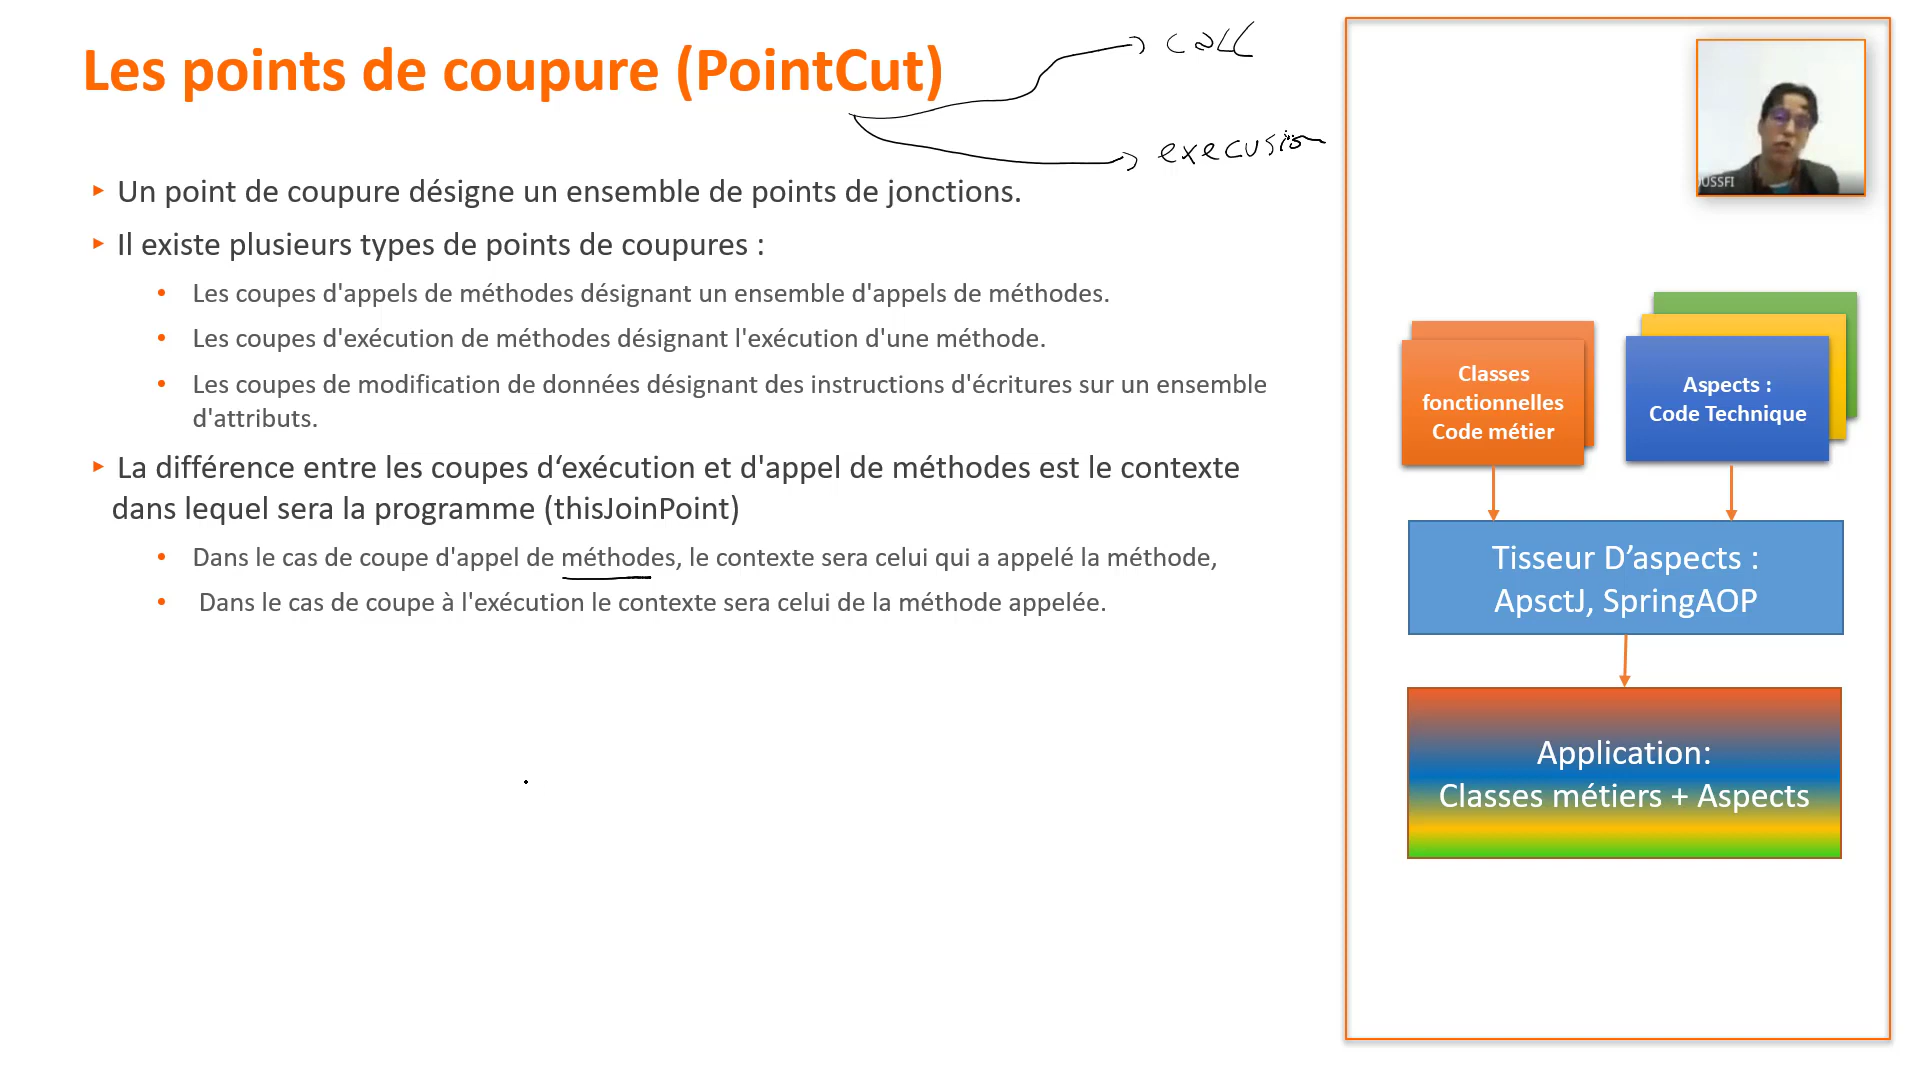 Les points de coupure (PointCut)
call
execusion
Un point de coupure désigne un ensemble de points de jonctions.
Il existe plusieurs types de points de coupures :
Les coupes d'appels de méthodes désignant un ensemble d'appels de méthodes.
Les coupes d'exécution de méthodes désignant l'exécution d'une méthode.
Les coupes de modification de données désignant des instructions d'écritures sur un ensemble
d'attributs.
La différence entre les coupes d‘exécution et d'appel de méthodes est le contexte
dans lequel sera la programme (thisJoinPoint)
Dans le cas de coupe d'appel de méthodes, le contexte sera celui qui a appelé la méthode,
Dans le cas de coupe à l'exécution le contexte sera celui de la méthode appelée.
OUSSFI
Classes
fonctionnelles
Code métier
Aspects :
Code Technique
Tisseur D’aspects :
ApsctJ, SpringAOP
Application:
Classes métiers + Aspects